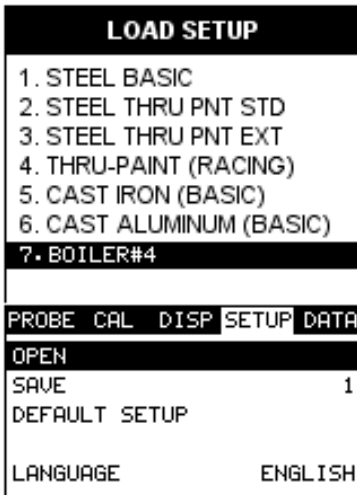 LOAD SETUP
1. STEEL BASIC
2. STEEL THRU PNT STD
3. STEEL THRU PNT EXT
4. THRU-PAINT (RACING)
5. CAST IRON (BASIC)
6. CAST ALUMINUM (BASIC)
7. BOILER#4
PROBE CAL DISP SETUP DATA
OPEN
SAVE 1
DEFAULT SETUP
LANGUAGE ENGLISH